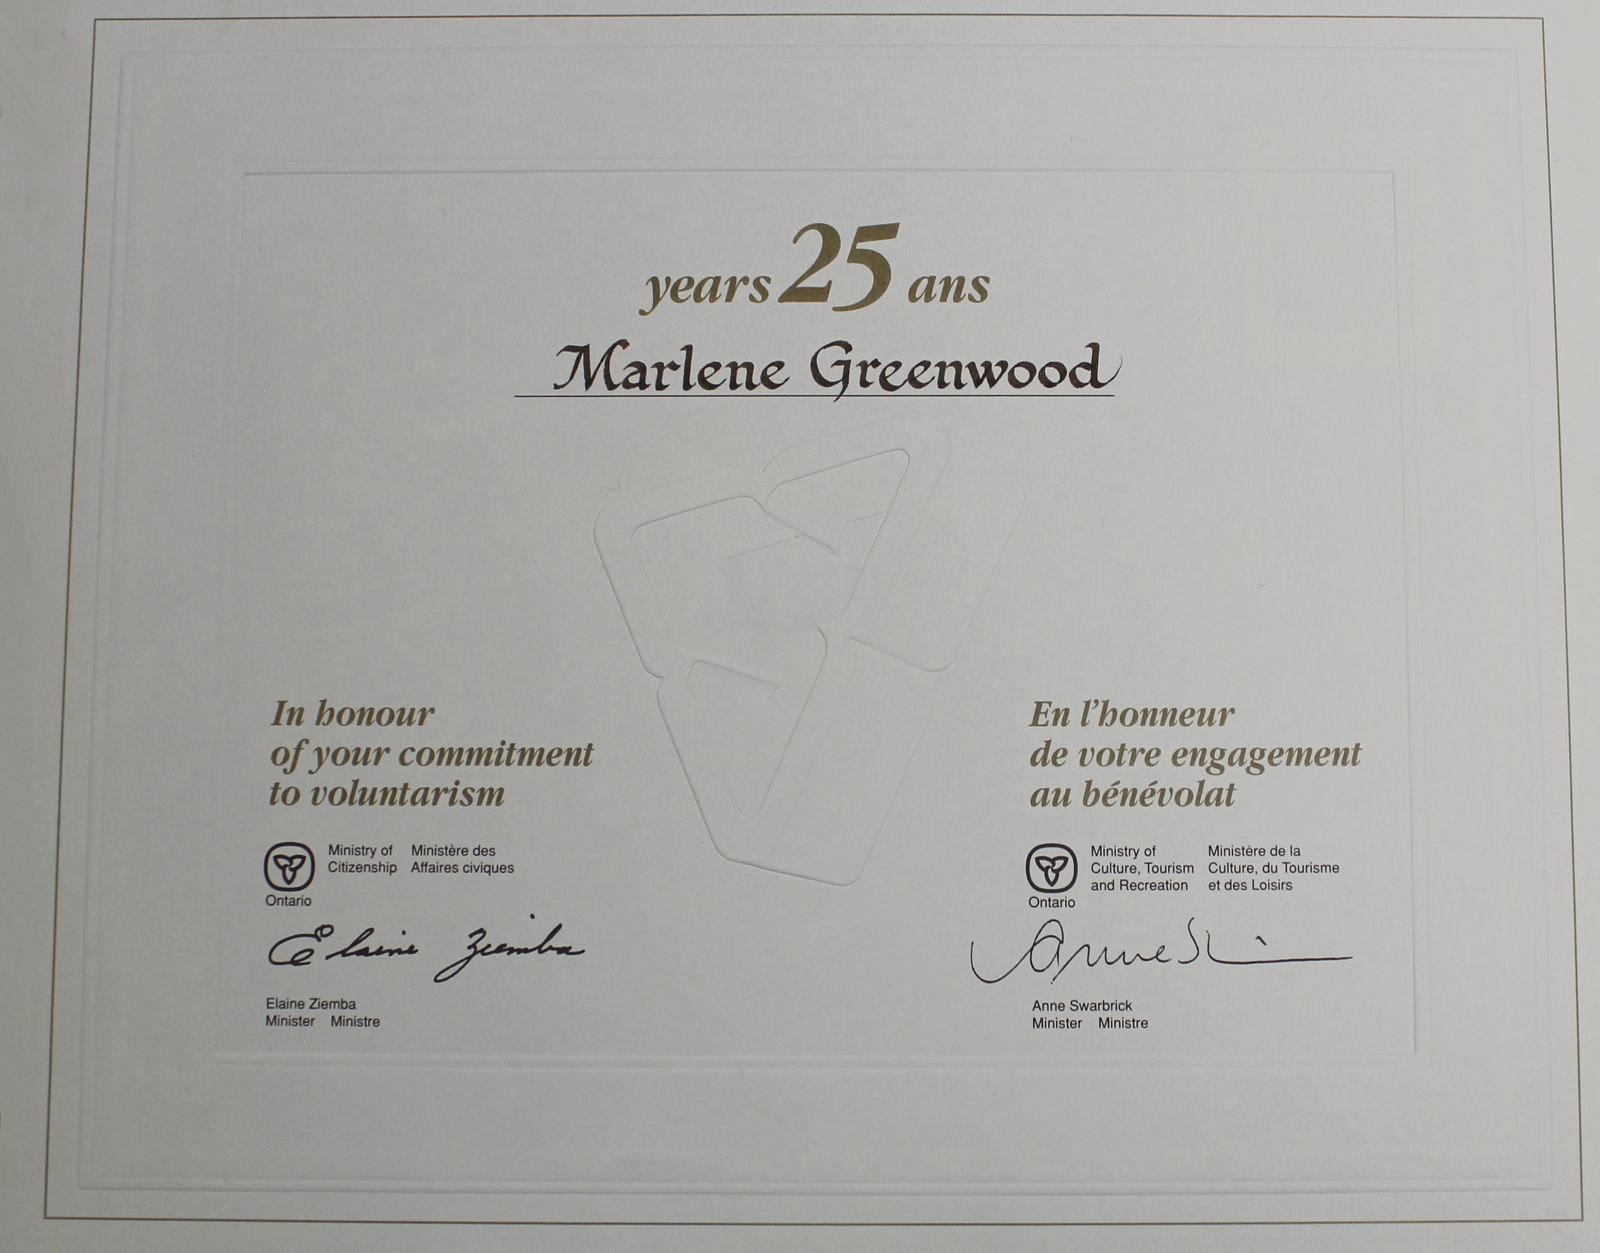 years 25 ans
Marlene Greenwood
In honour
of your commitment
to voluntarism
Ministry of
Citizenship
Ministère des
Affaires civiques
Ontario
Elaine Ziemba
Elaine Ziemba
Minister Ministre
En l'honneur
de votre engagement
au bénévolat
Ministry of
Culture, Tourism
and Recreation
Ministère de la
Culture, du Tourisme
et des Loisirs
Ontario
Anne Swarbrick
Minister Ministre